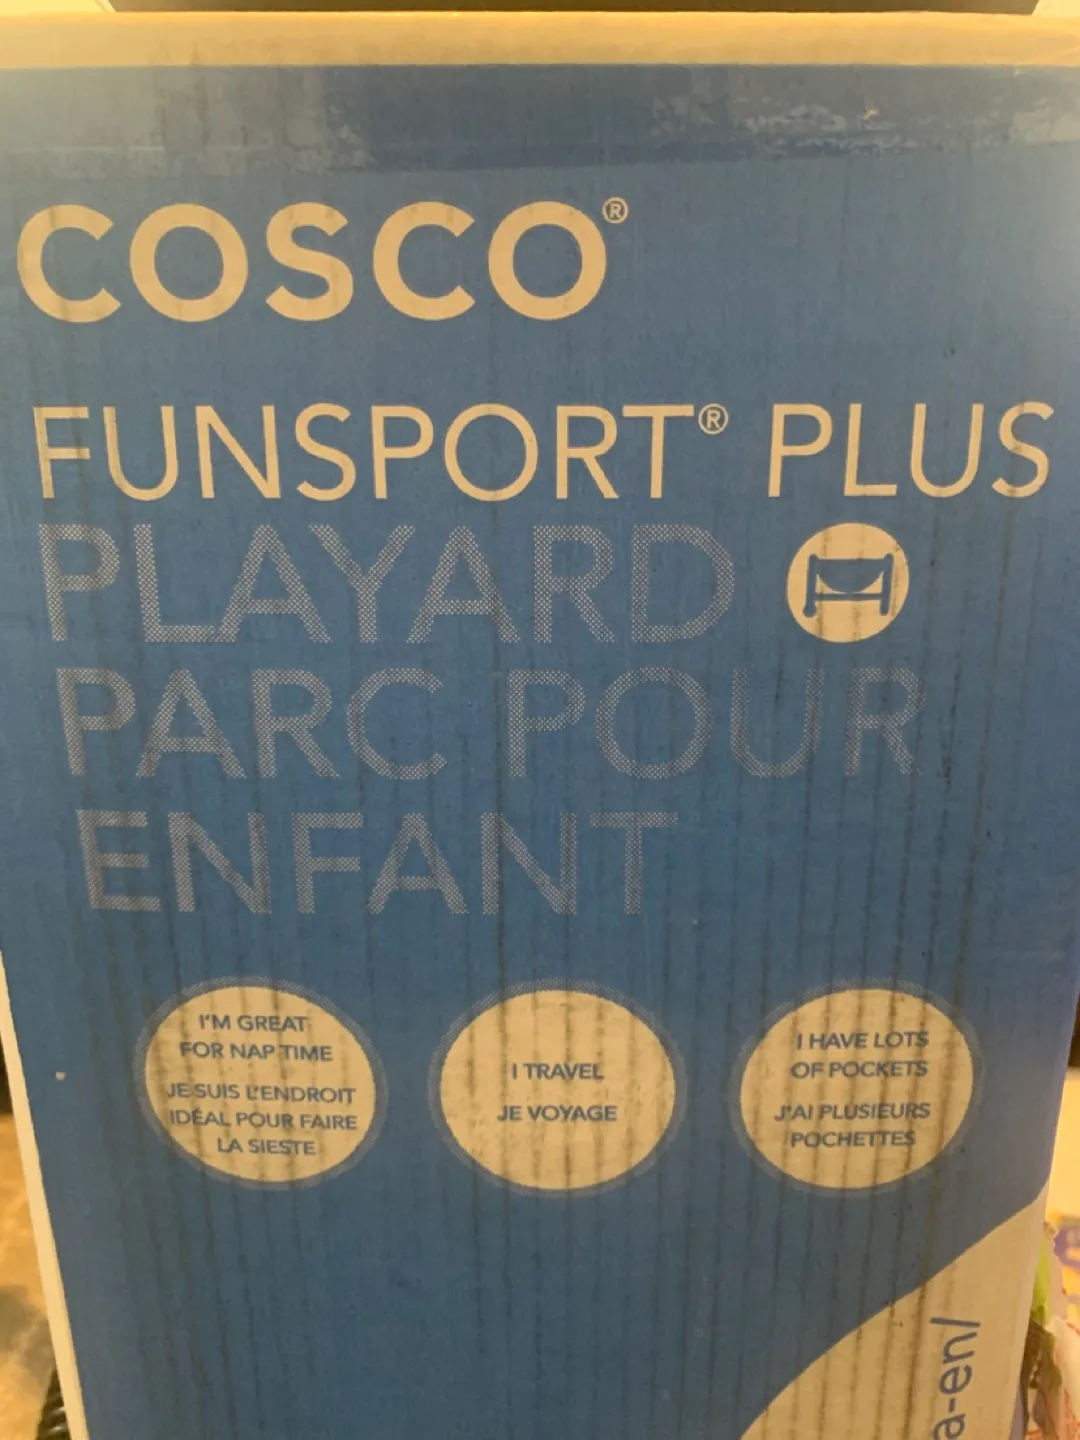 COSCO®
FUNSPORT® PLUS
PLAYARD
PARC POUR
ENFANT
I'M GREAT
FOR NAP TIME
JE SUIS L'ENDROIT
IDÉAL POUR FAIRE
LA SIESTE
I TRAVEL
JE VOYAGE
I HAVE LOTS
OF POCKETS
J'AI PLUSIEURS
POCHETTES
a-en/